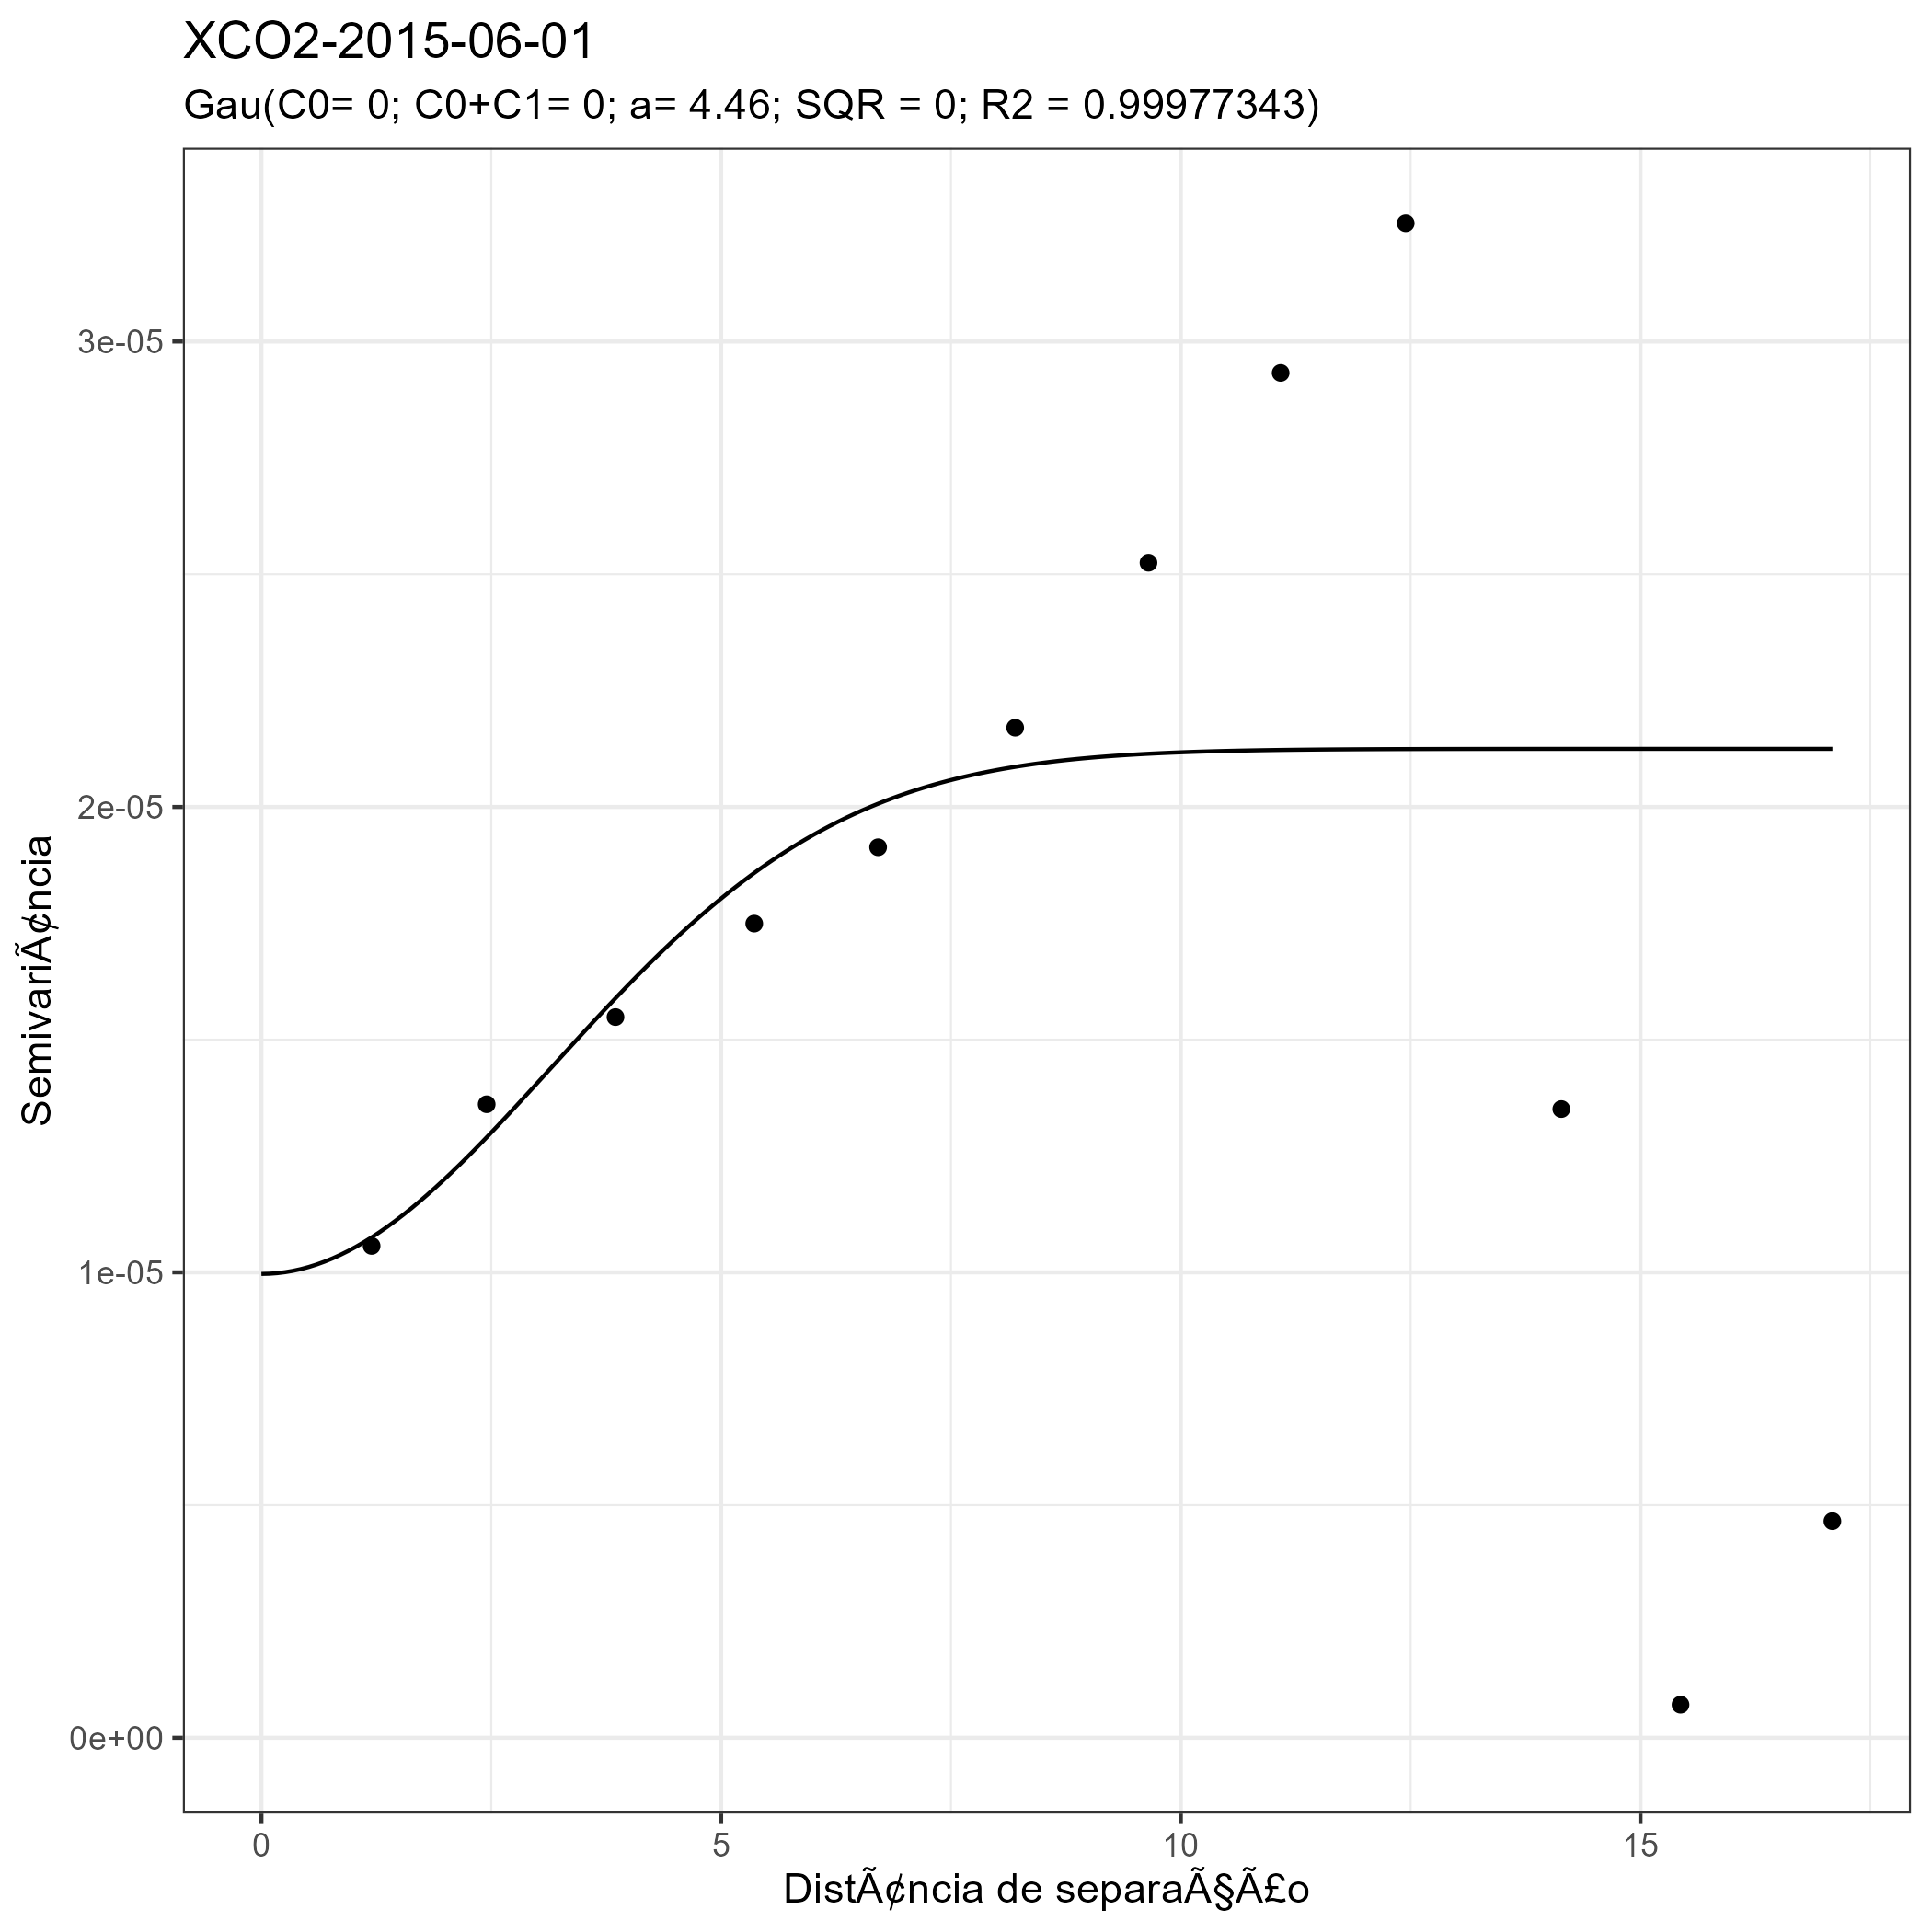 XCO2-2015-06-01
Gau(C0= 0; C0+C1= 0; a= 4.46; SQR = 0; R2 = 0.99977343)
SemivariÃ¢ncia
3e-05
2e-05
1e-05
0e+00
0
5
10
15
DistÃ¢ncia de separaÃ§Ã£o